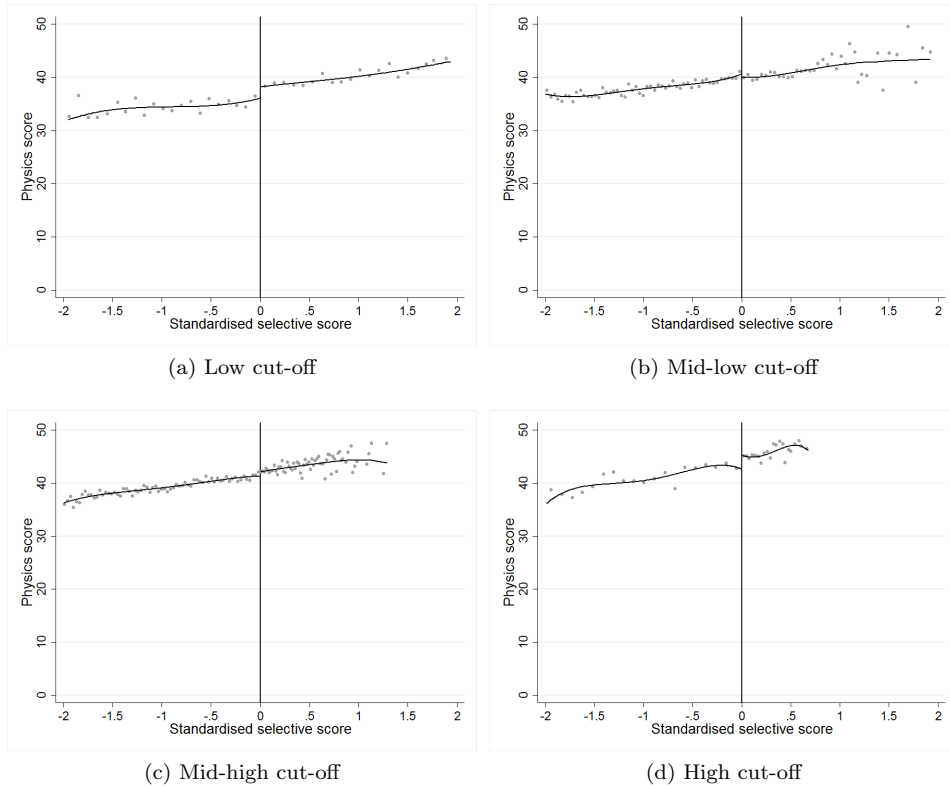 50
40
30
20
10
0
Physics score
-2 -1.5 -1 -.5 0 .5 1 1.5 2
Standardised selective score
(a) Low cut-off
50
40
30
20
10
0
Physics score
-2 -1.5 -1 -.5 0 .5 1 1.5 2
Standardised selective score
(b) Mid-low cut-off
50
40
30
20
10
0
Physics score
-2 -1.5 -1 -.5 0 .5 1 1.5 2
Standardised selective score
(c) Mid-high cut-off
50
40
30
20
10
0
Physics score
-2 -1.5 -1 -.5 0 .5 1 1.5 2
Standardised selective score
(d) High cut-off